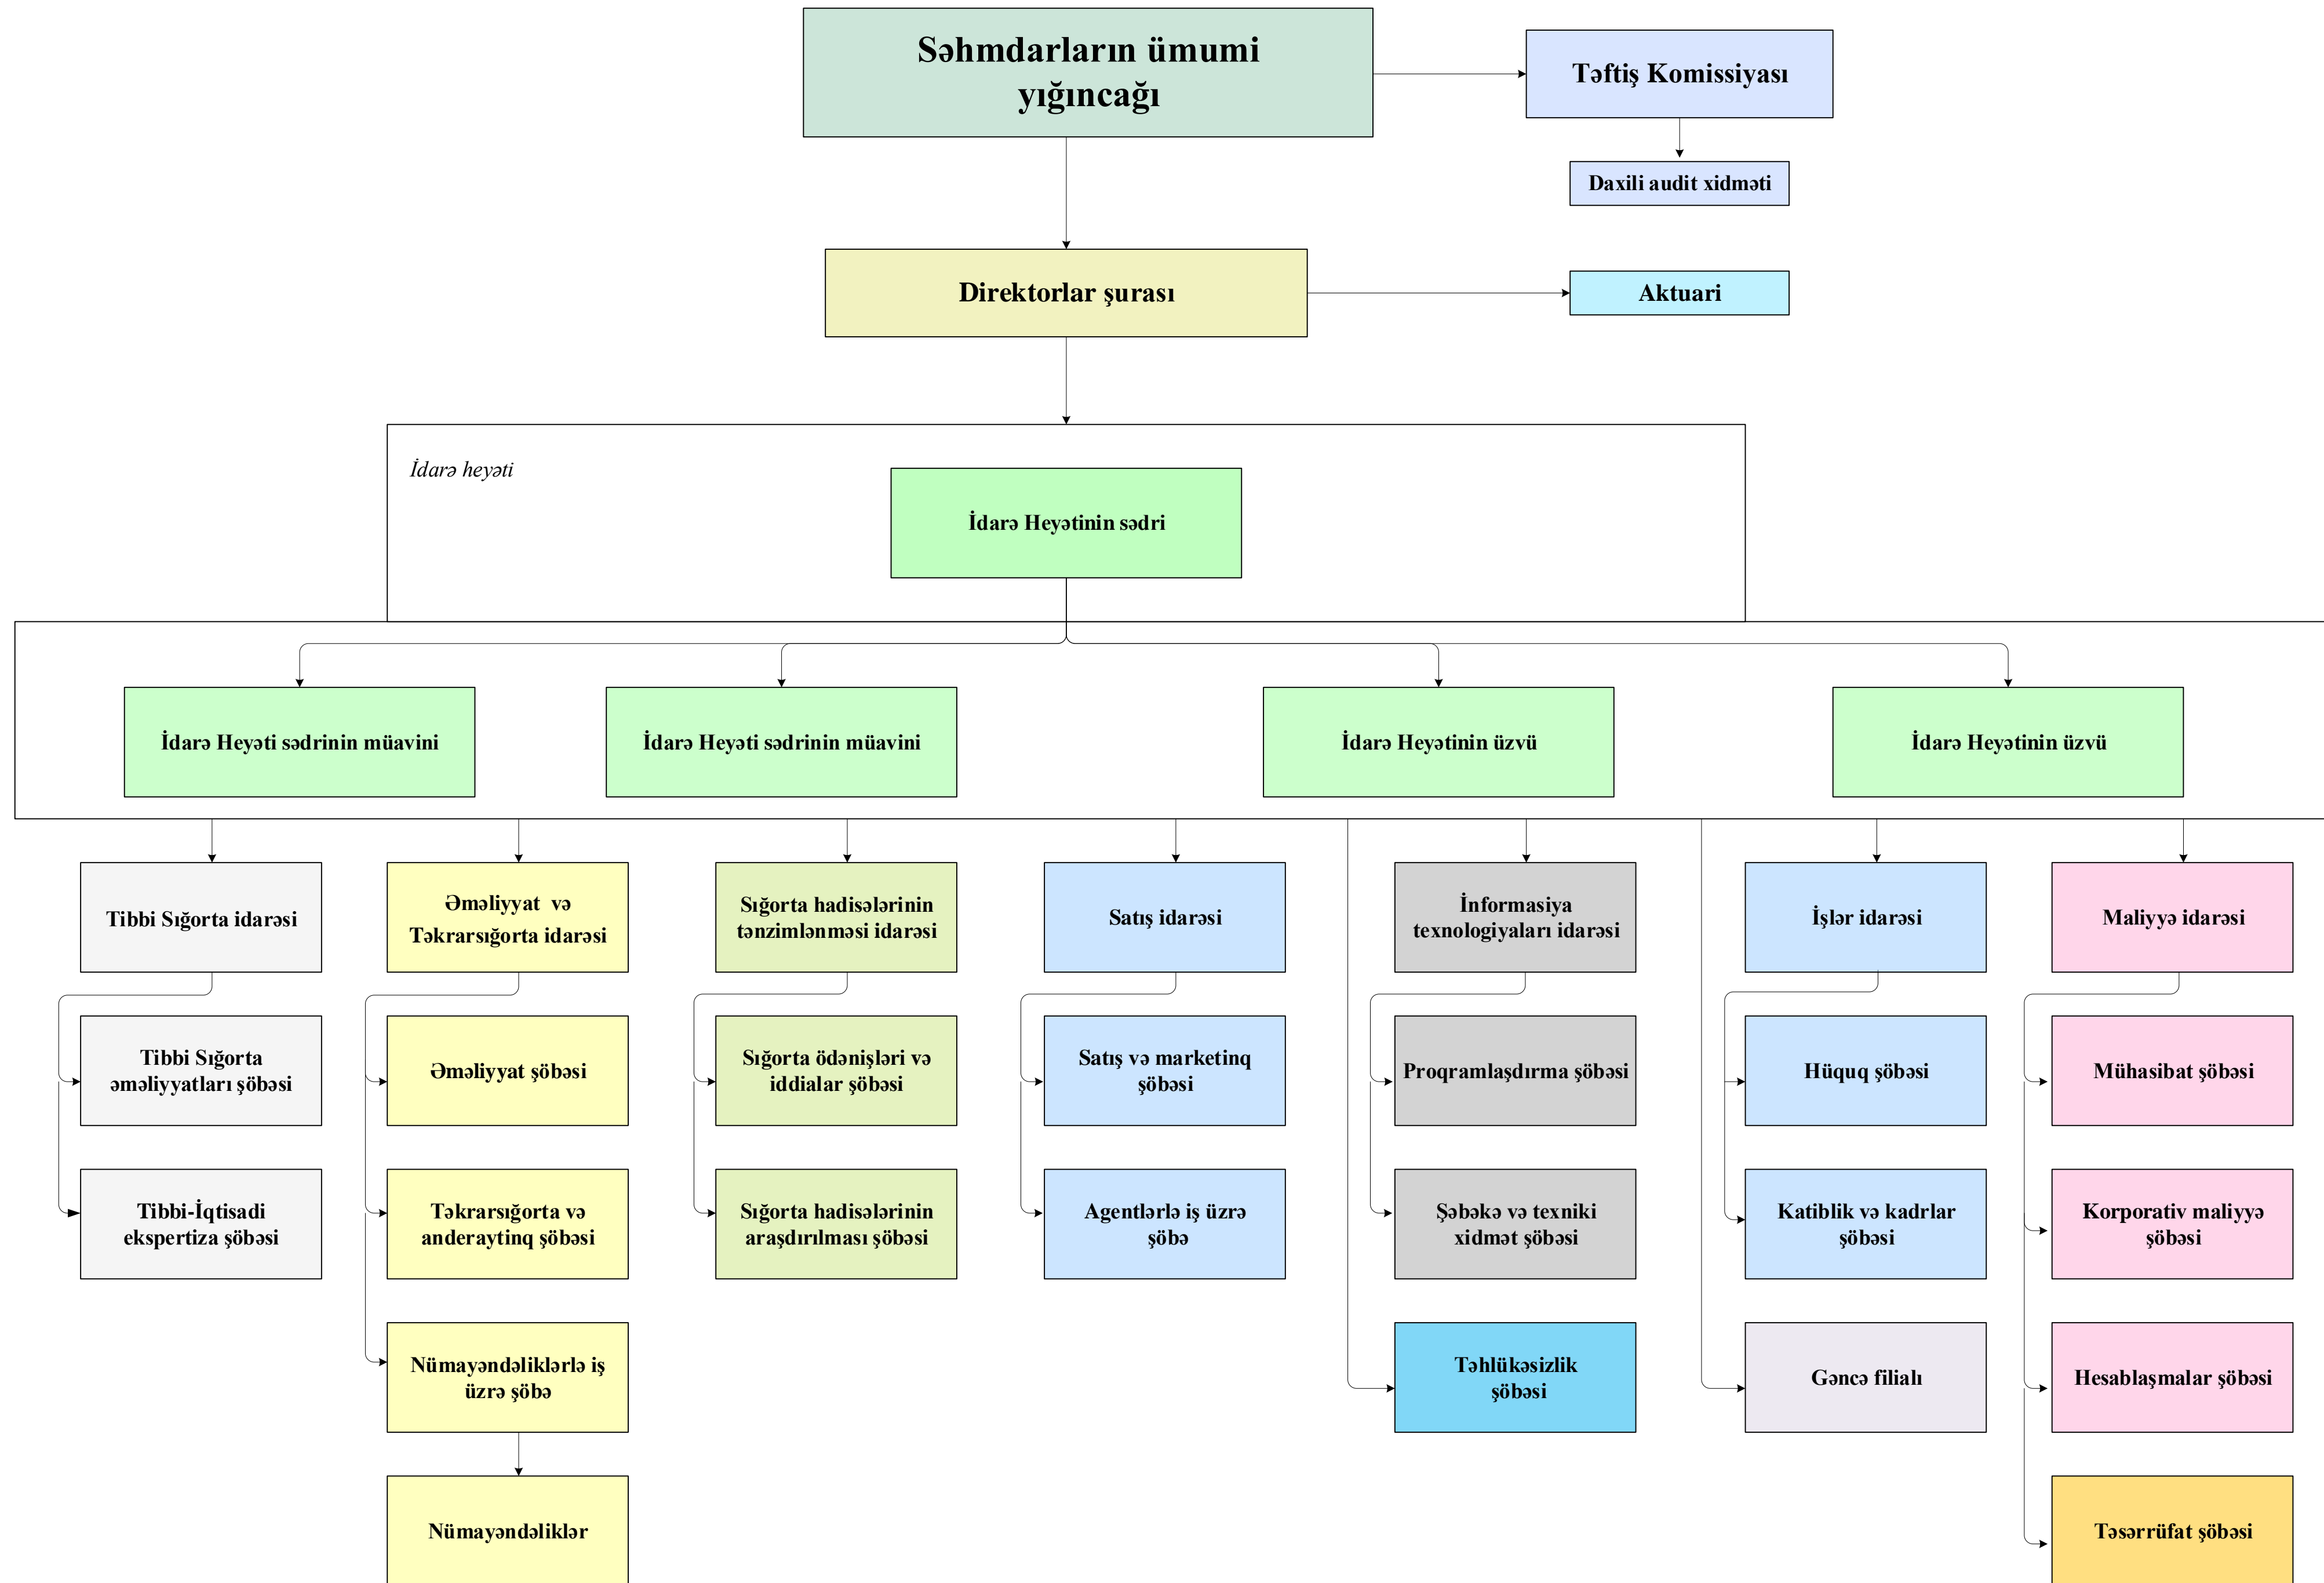 Səhmdarların ümumi
yığıncağı
Təftiş Komissiyası
Daxili audit xidməti
Direktorlar şurası
Aktuari
İdarə heyəti
İdarə Heyətinin sədri
İdarə Heyəti sədrinin müavini
İdarə Heyəti sədrinin müavini
İdarə Heyətinin üzvü
İdarə Heyətinin üzvü
Tibbi Sığorta idarəsi
Əməliyyat və
Təkrarsığorta idarəsi
Sığorta hadisələrinin
tənzimlənməsi idarəsi
Satış idarəsi
İnformasiya
texnologiyaları idarəsi
İşlər idarəsi
Maliyyə idarəsi
Tibbi Sığorta
əməliyyatları şöbəsi
Əməliyyat şöbəsi
Sığorta ödənişləri və
iddialar şöbəsi
Satış və marketinq
şöbəsi
Proqramlaşdırma şöbəsi
Hüquq şöbəsi
Mühasibat şöbəsi
Tibbi-İqtisadi
ekspertiza şöbəsi
Təkrarsığorta və
anderaytinq şöbəsi
Sığorta hadisələrinin
araşdırılması şöbəsi
Agentlərlə iş üzrə
şöbə
Şəbəkə və texniki
xidmət şöbəsi
Katiblik və kadrlar
şöbəsi
Korporativ maliyyə
şöbəsi
Nümayəndəliklərlə iş
üzrə şöbə
Təhlükəsizlik
şöbəsi
Gəncə filialı
Hesablaşmalar şöbəsi
Nümayəndəliklər
Təsərrüfat şöbəsi